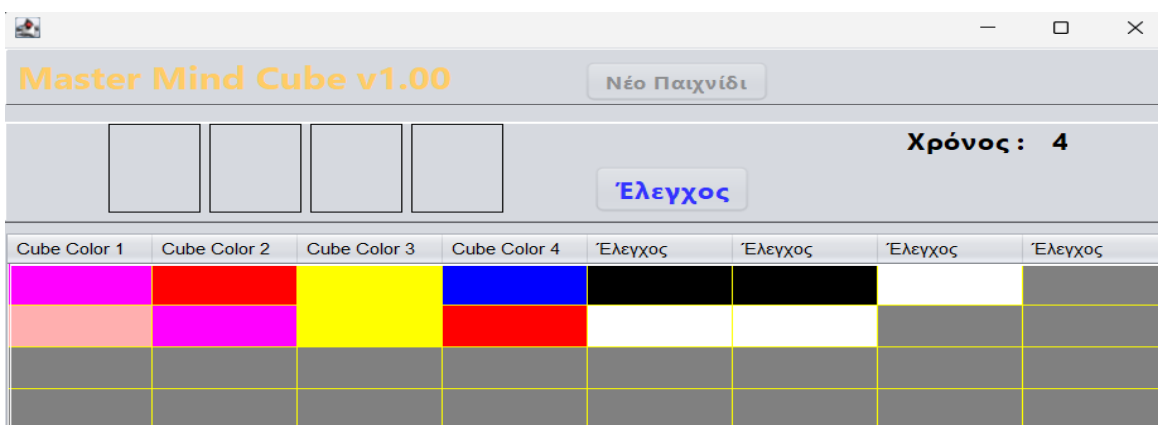 Master Mind Cube v1.00
Νέο Παιχνίδι
Χρόνος : 4
Έλεγχος
Cube Color 1 Cube Color 2 Cube Color 3 Cube Color 4 Έλεγχος Έλεγχος Έλεγχος Έλεγχος